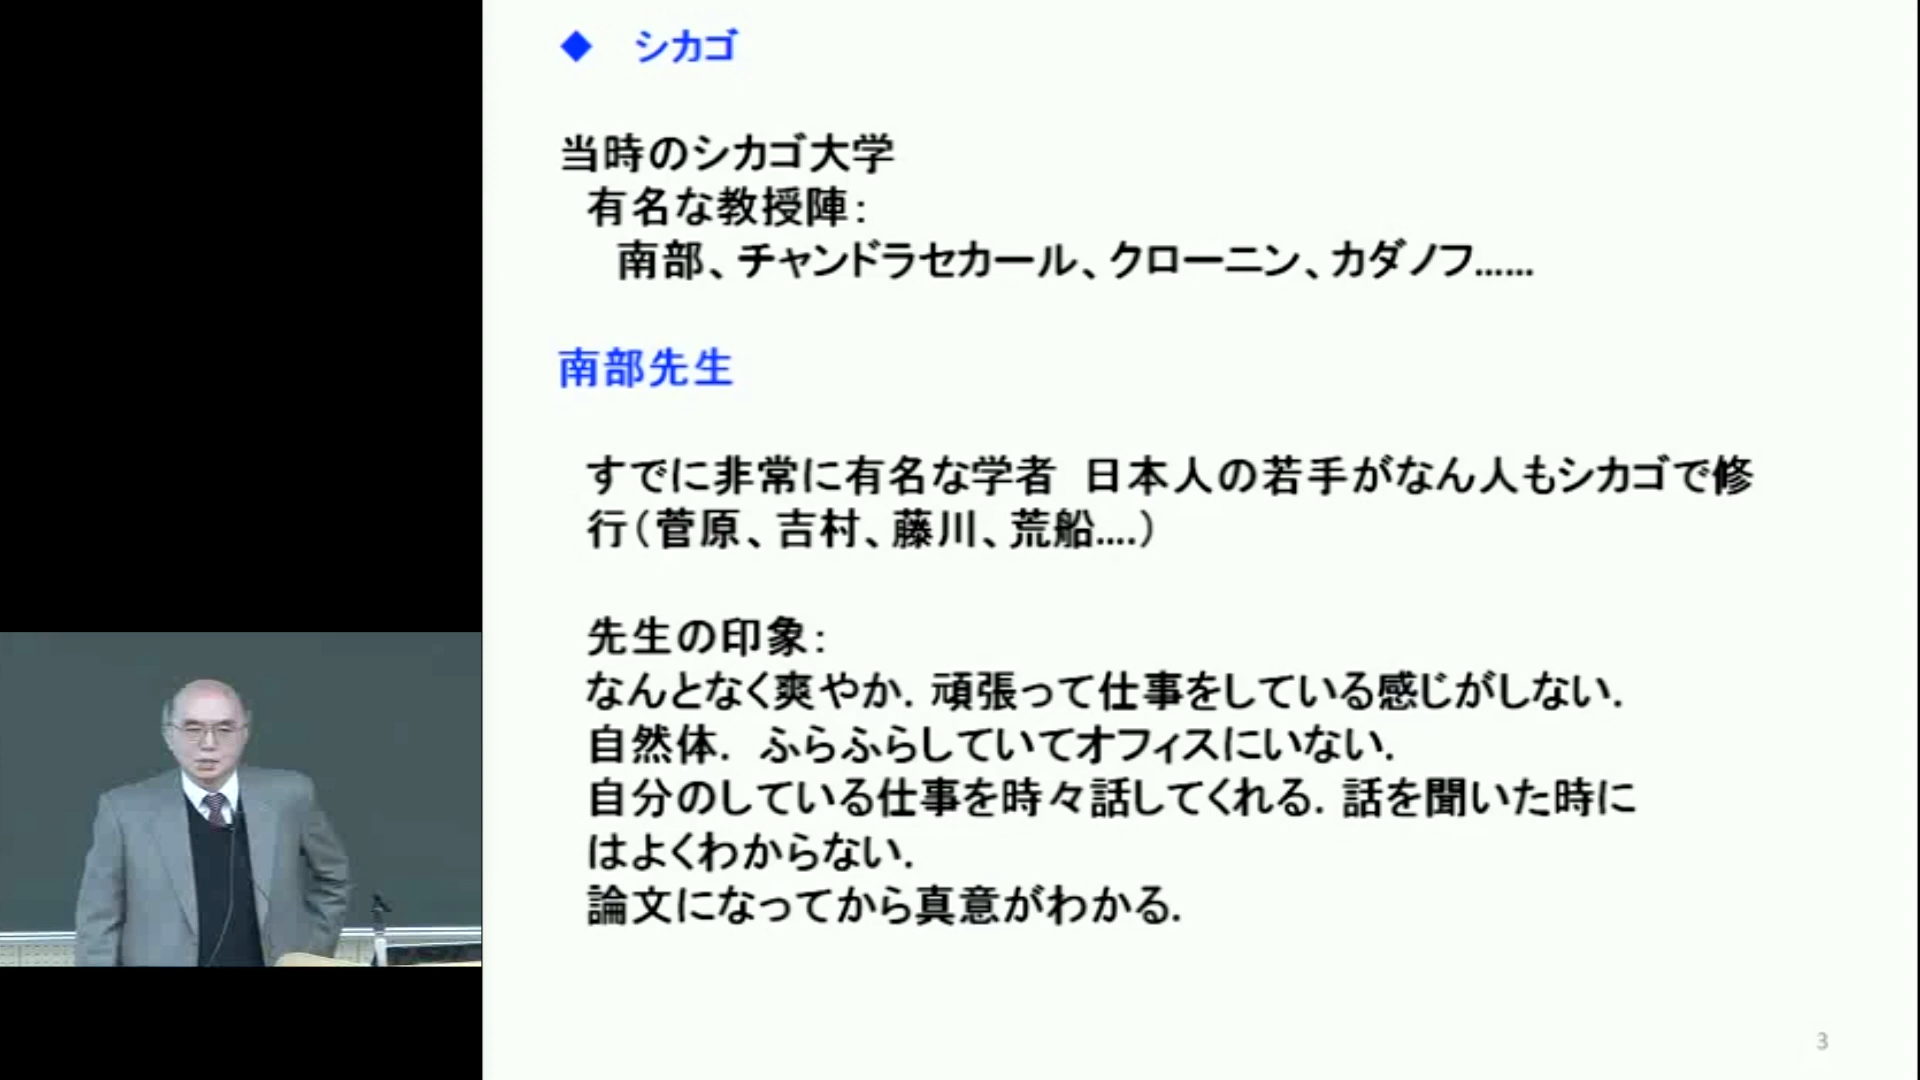 ◆ シカゴ
当時のシカゴ大学
有名な教授陣：
南部、チャンドラセカール、クローニン、カダノフ……
南部先生
すでに非常に有名な学者　日本人の若手がなん人もシカゴで修
行（菅原、吉村、藤川、荒船….）
先生の印象：
なんとなく爽やか．頑張って仕事をしている感じがしない．
自然体．ふらふらしていてオフィスにいない．
自分のしている仕事を時々話してくれる．話を聞いた時に
はよくわからない．
論文になってから真意がわかる．
3